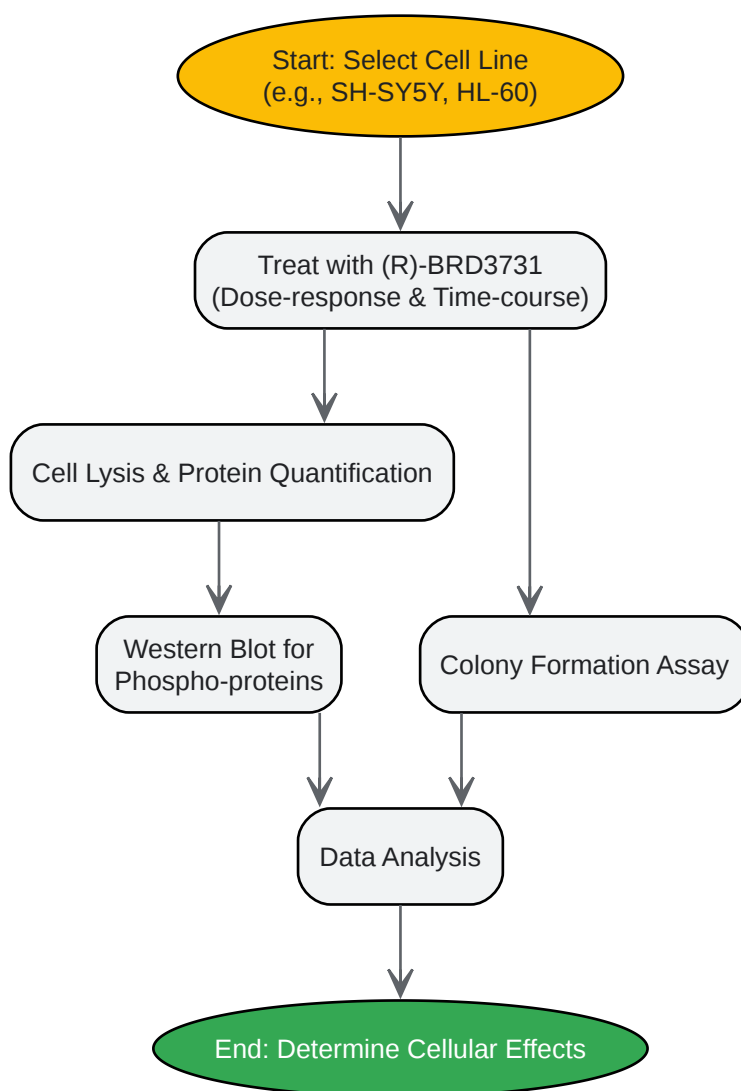 Start: Select Cell Line
(e.g., SH-SY5Y, HL-60)
Treat with (R)-BRD3731
(Dose-response & Time-course)
Cell Lysis & Protein Quantification
Western Blot for
Phospho-proteins
Colony Formation Assay
Data Analysis
End: Determine Cellular Effects